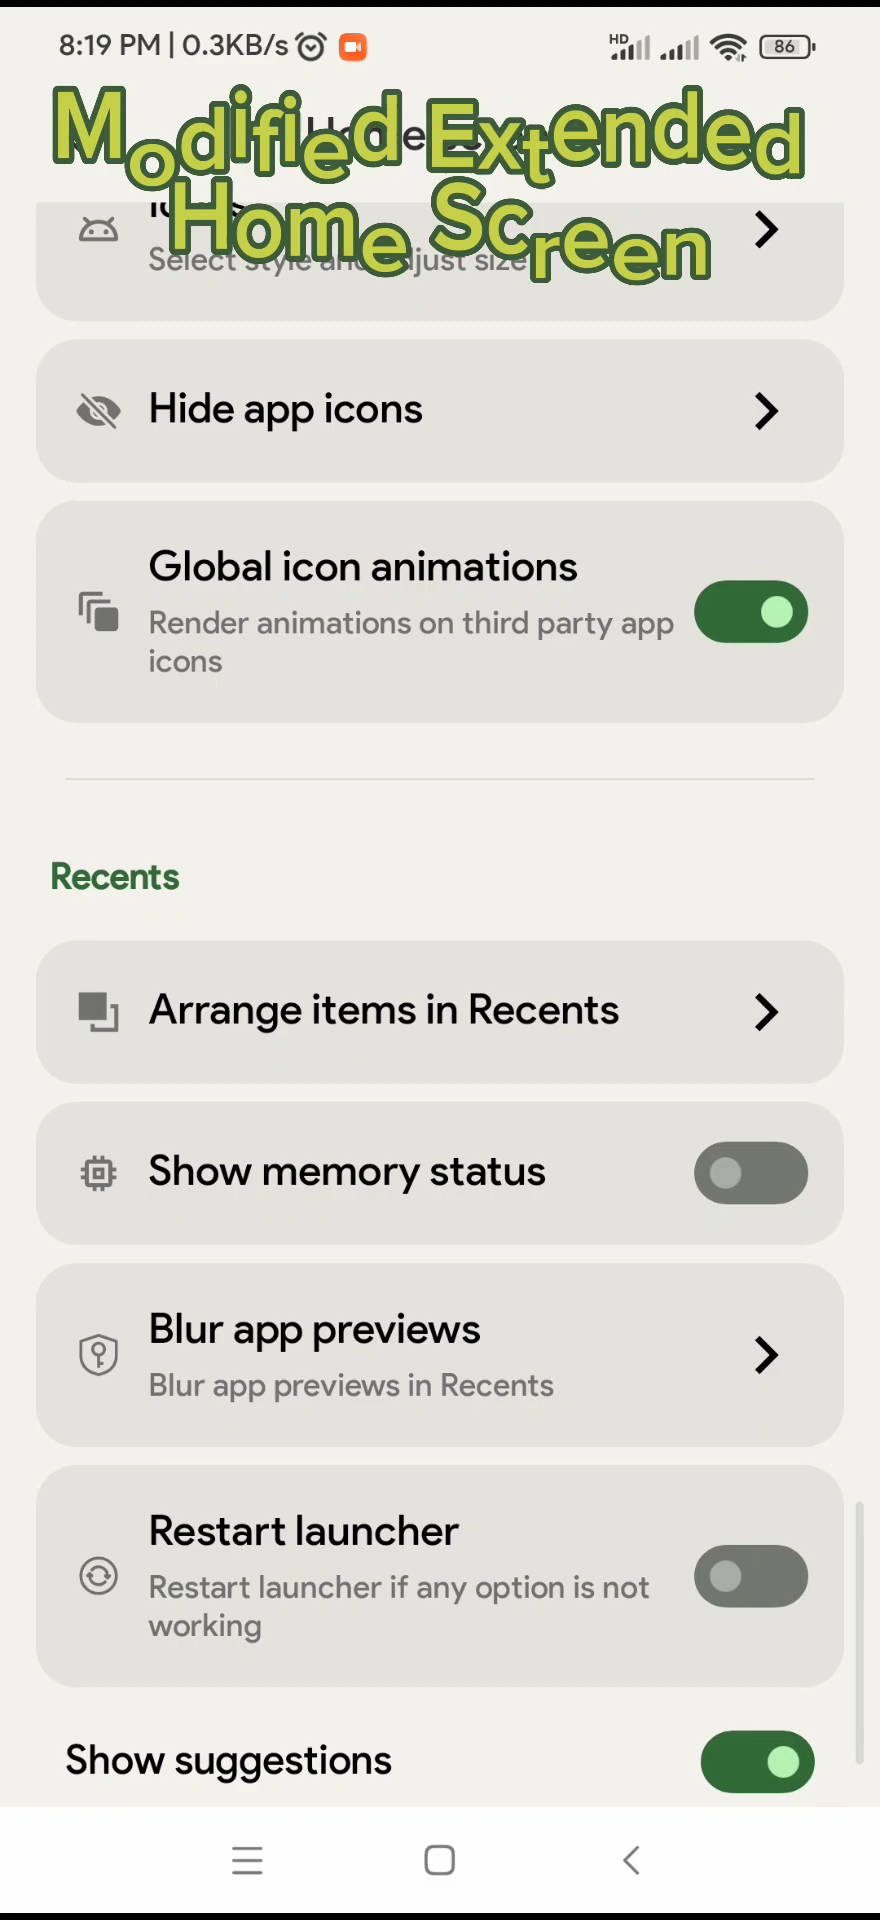 8:19 PM | 0.3KB/s
HD
86
Modified Extended
Home Screen
Select style and adjust size
Hide app icons
Global icon animations
Render animations on third party app
icons
Recents
Arrange items in Recents
Show memory status
Blur app previews
Blur app previews in Recents
Restart launcher
Restart launcher if any option is not
working
Show suggestions